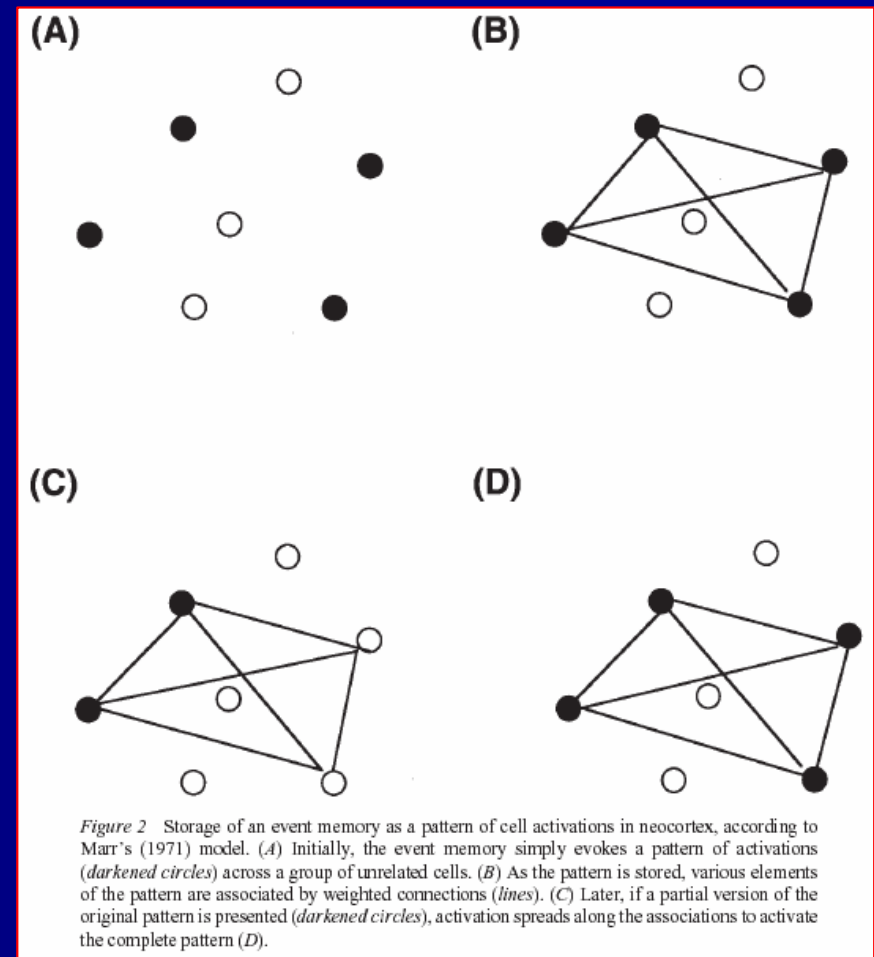 (A)
(B)
(C)
(D)
Figure 2 Storage of an event memory as a pattern of cell activations in neocortex, according to
Marr's (1971) model. (A) Initially, the event memory simply evokes a pattern of activations
(darkened circles) across a group of unrelated cells. (B) As the pattern is stored, various elements
of the pattern are associated by weighted connections (lines). (C) Later, if a partial version of the
original pattern is presented (darkened circles), activation spreads along the associations to activate
the complete pattern (D).